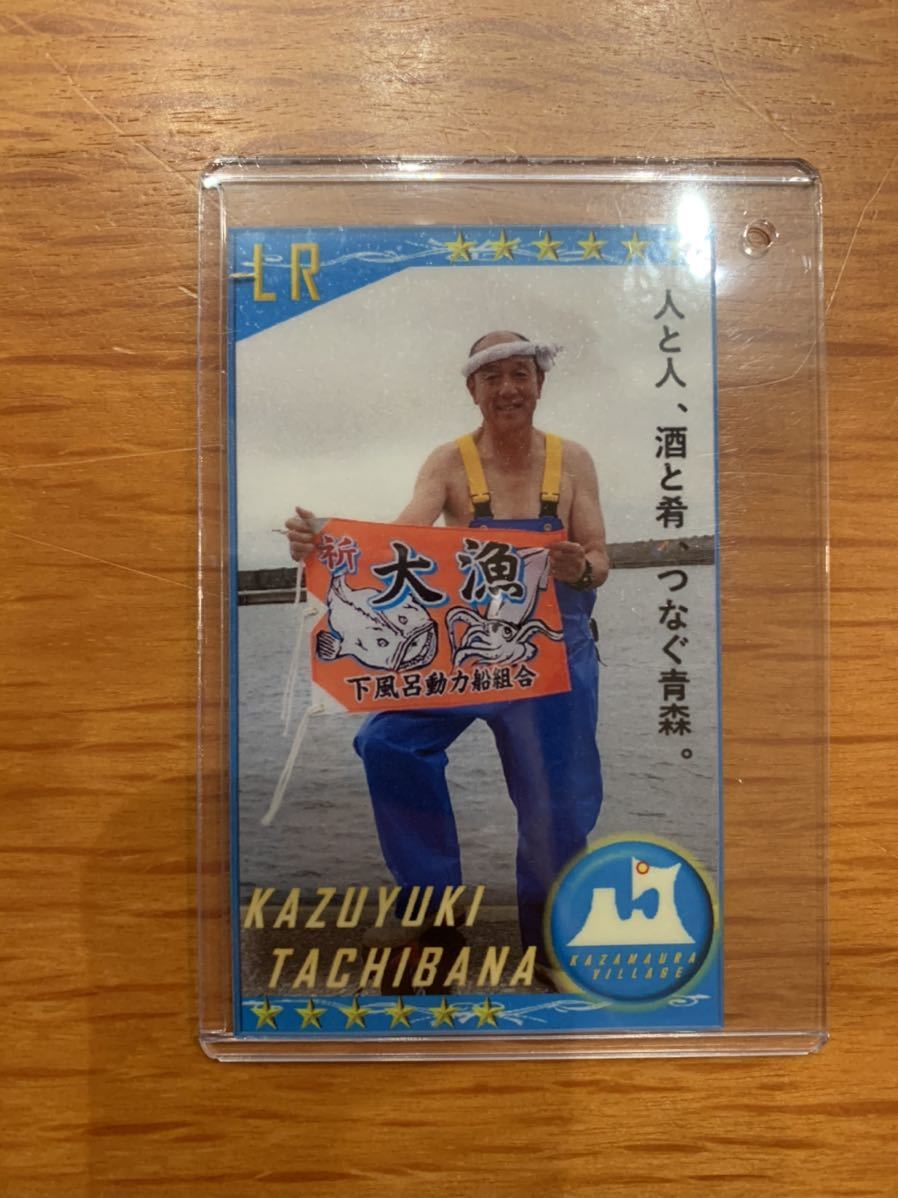 LR
人と人、酒と肴、つなぐ青森。
祈
大漁
下風呂動力船組合
KAZUYUKI
TACHIBANA
KAZAMAURA
VILLAGE